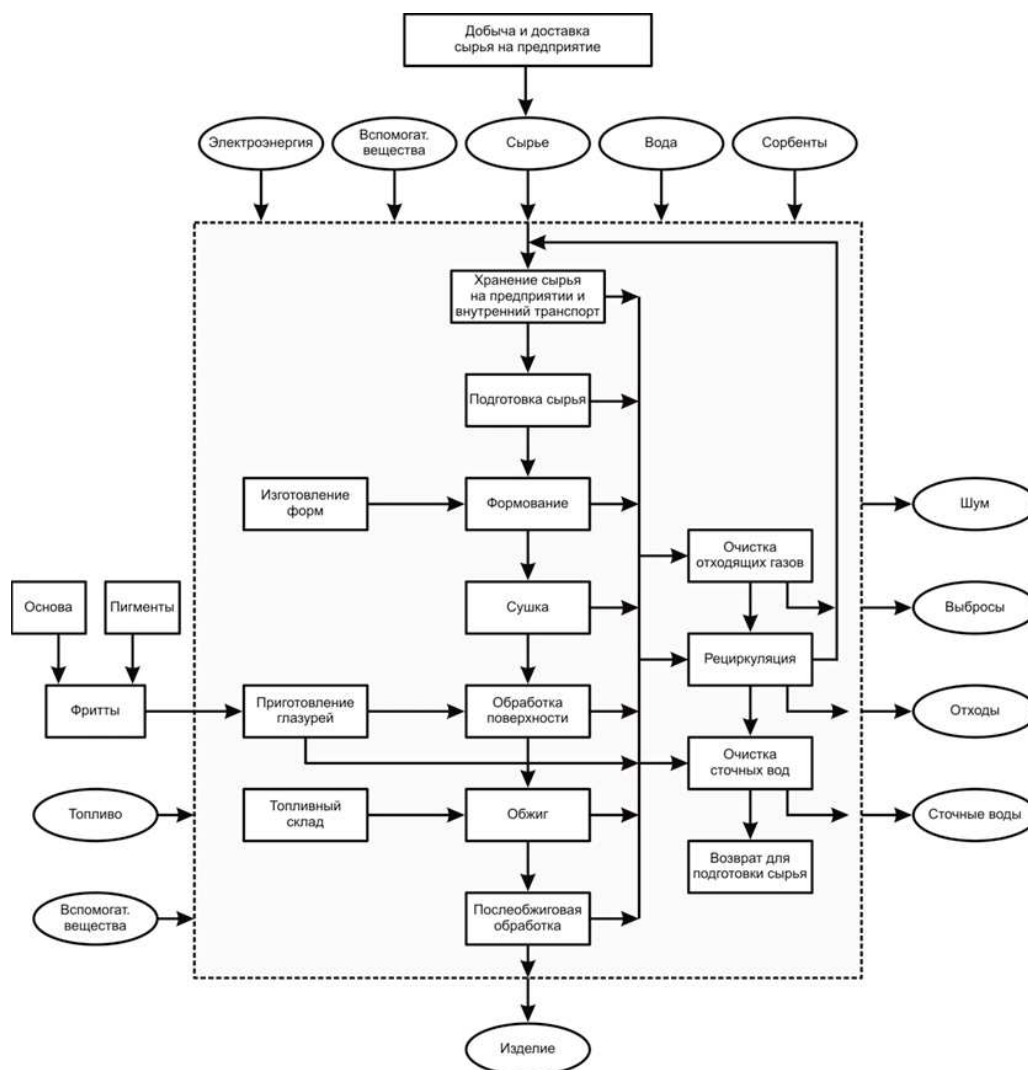 Добыча и доставка
сырья на предприятие
Электроэнергия
Вспомогат.
вещества
Сырье
Вода
Сорбенты
Хранение сырья
на предприятии и
внутренний транспорт
Подготовка сырья
Изготовление
форм
Формование
Шум
Очистка
отходящих газов
Основа
Пигменты
Сушка
Выбросы
Рециркуляция
Фритты
Приготовление
глазурей
Обработка
поверхности
Отходы
Очистка
сточных вод
Топливо
Топливный
склад
Обжиг
Сточные воды
Возврат для
подготовки сырья
Вспомогат.
вещества
Послеобжиговая
обработка
Изделие